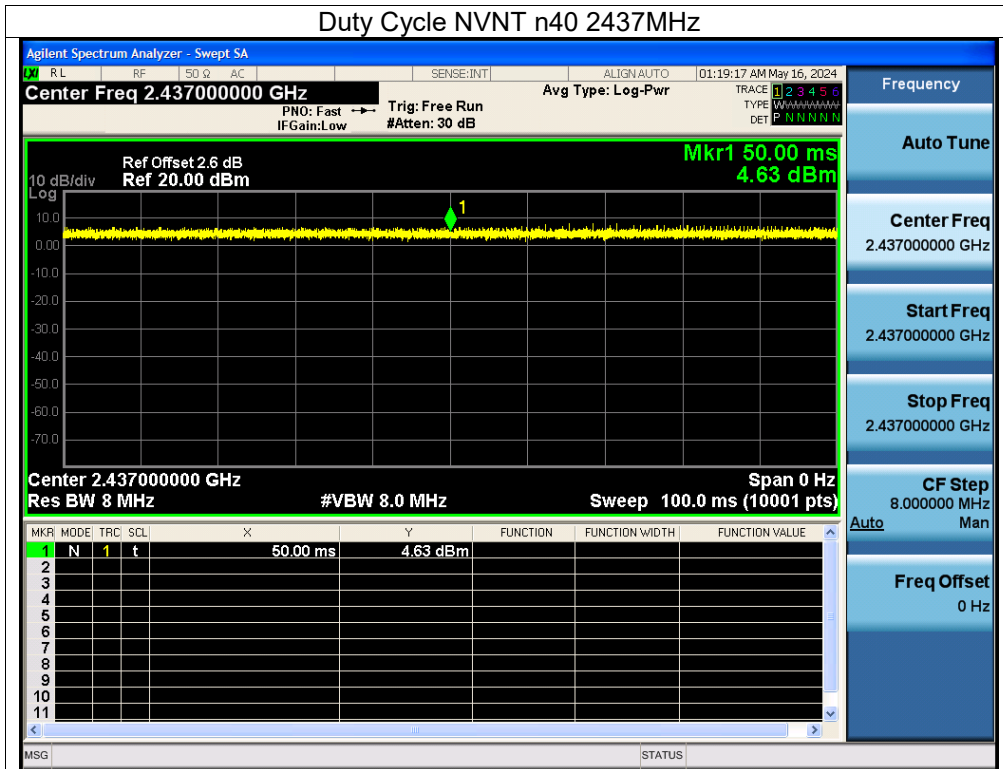 Duty Cycle NVNT n40 2437MHz
Agilent Spectrum Analyzer - Swept SA
LXI RL RF 50 Ω AC SENSE:INT ALIGN AUTO 01:19:17 AM May 16, 2024
Center Freq 2.437000000 GHz Avg Type: Log-Pwr TRACE 1 2 3 4 5 6
PNO: Fast Trig: Free Run TYPE WWWWWW
IFGain:Low #Atten: 30 dB DET P N N N N N
Mkr1 50.00 ms
Ref Offset 2.6 dB
10 dB/div Ref 20.00 dBm 4.63 dBm
Log
10.0
1
0.00
-10.0
-20.0
-30.0
-40.0
-50.0
-60.0
-70.0
Center 2.437000000 GHz Span 0 Hz
Res BW 8 MHz #VBW 8.0 MHz Sweep 100.0 ms (10001 pts)
MKR MODE TRC SCL X Y FUNCTION FUNCTION WIDTH FUNCTION VALUE
1 N 1 t 50.00 ms 4.63 dBm
2
3
4
5
6
7
8
9
10
11
MSG STATUS
Frequency
Auto Tune
Center Freq
2.437000000 GHz
Start Freq
2.437000000 GHz
Stop Freq
2.437000000 GHz
CF Step
8.000000 MHz
Auto Man
Freq Offset
0 Hz